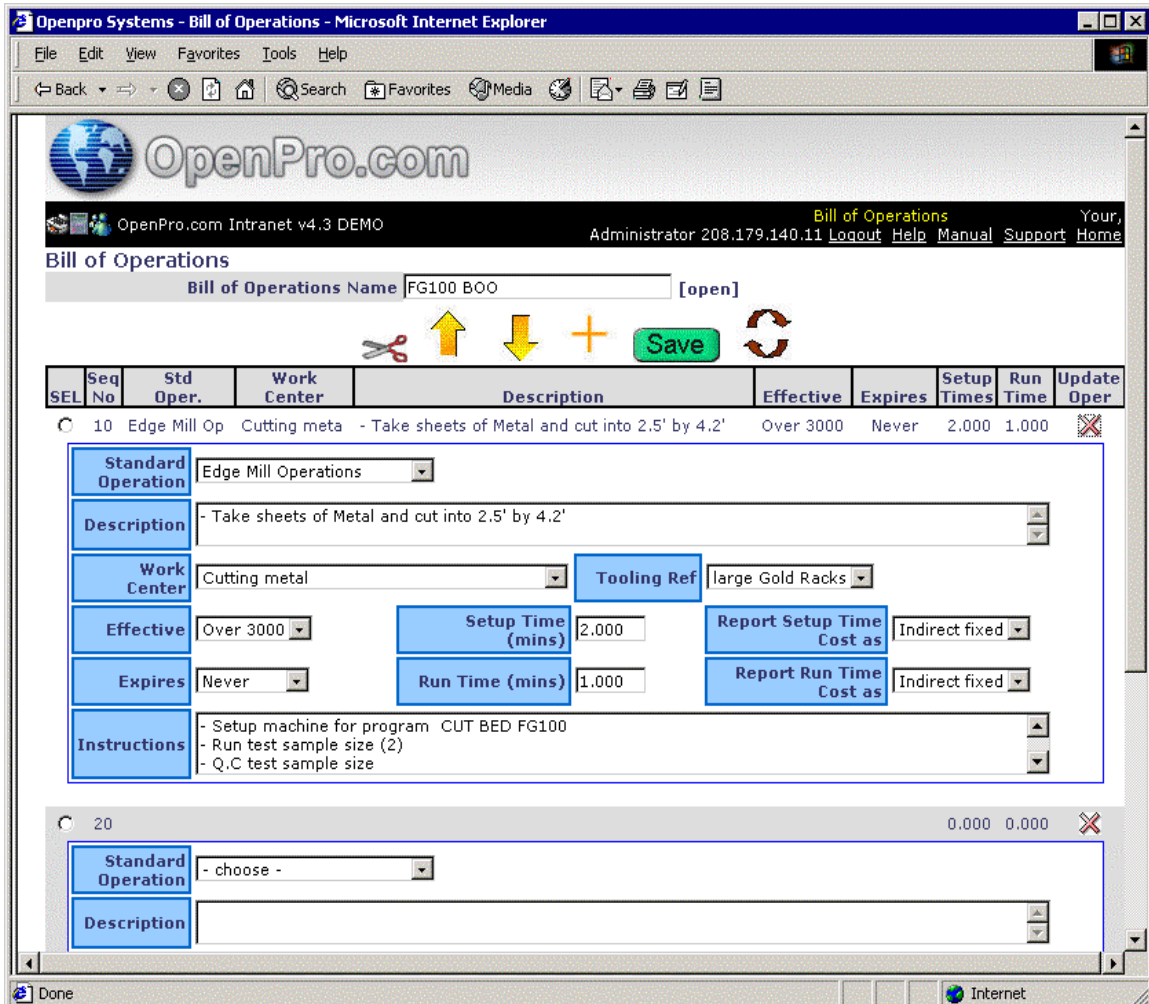 Openpro Systems - Bill of Operations - Microsoft Internet Explorer
File Edit View Favorites Tools Help
Back Search Favorites Media
OpenPro.com
Bill of Operations Your,
OpenPro.com Intranet v4.3 DEMO
Administrator 208.179.140.11 Logout Help Manual Support Home
Bill of Operations
Bill of Operations Name FG100 BOO [open]
Save
SEL Seq No Std Oper. Work Center Description Effective Expires Setup Times Run Time Update Oper
10 Edge Mill Op Cutting meta - Take sheets of Metal and cut into 2.5' by 4.2' Over 3000 Never 2.000 1.000
Standard Operation Edge Mill Operations
Description - Take sheets of Metal and cut into 2.5' by 4.2'
Work Center Cutting metal Tooling Ref large Gold Racks
Effective Over 3000 Setup Time (mins) 2.000 Report Setup Time Cost as Indirect fixed
Expires Never Run Time (mins) 1.000 Report Run Time Cost as Indirect fixed
Instructions - Setup machine for program CUT BED FG100
- Run test sample size (2)
- Q.C test sample size
20 0.000 0.000
Standard Operation - choose -
Description
Done Internet